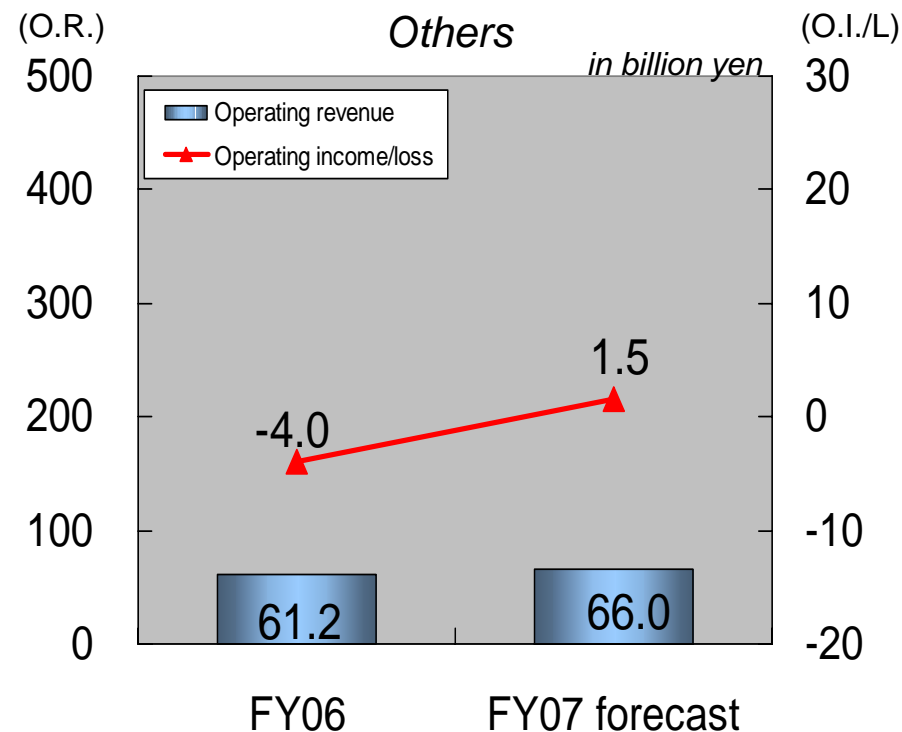 (O.R.)
Others
(O.I./L)
in billion yen
500
30
Operating revenue
Operating income/loss
400
20
300
10
1.5
200
-4.0
0
100
-10
61.2
66.0
0
-20
FY06
FY07 forecast